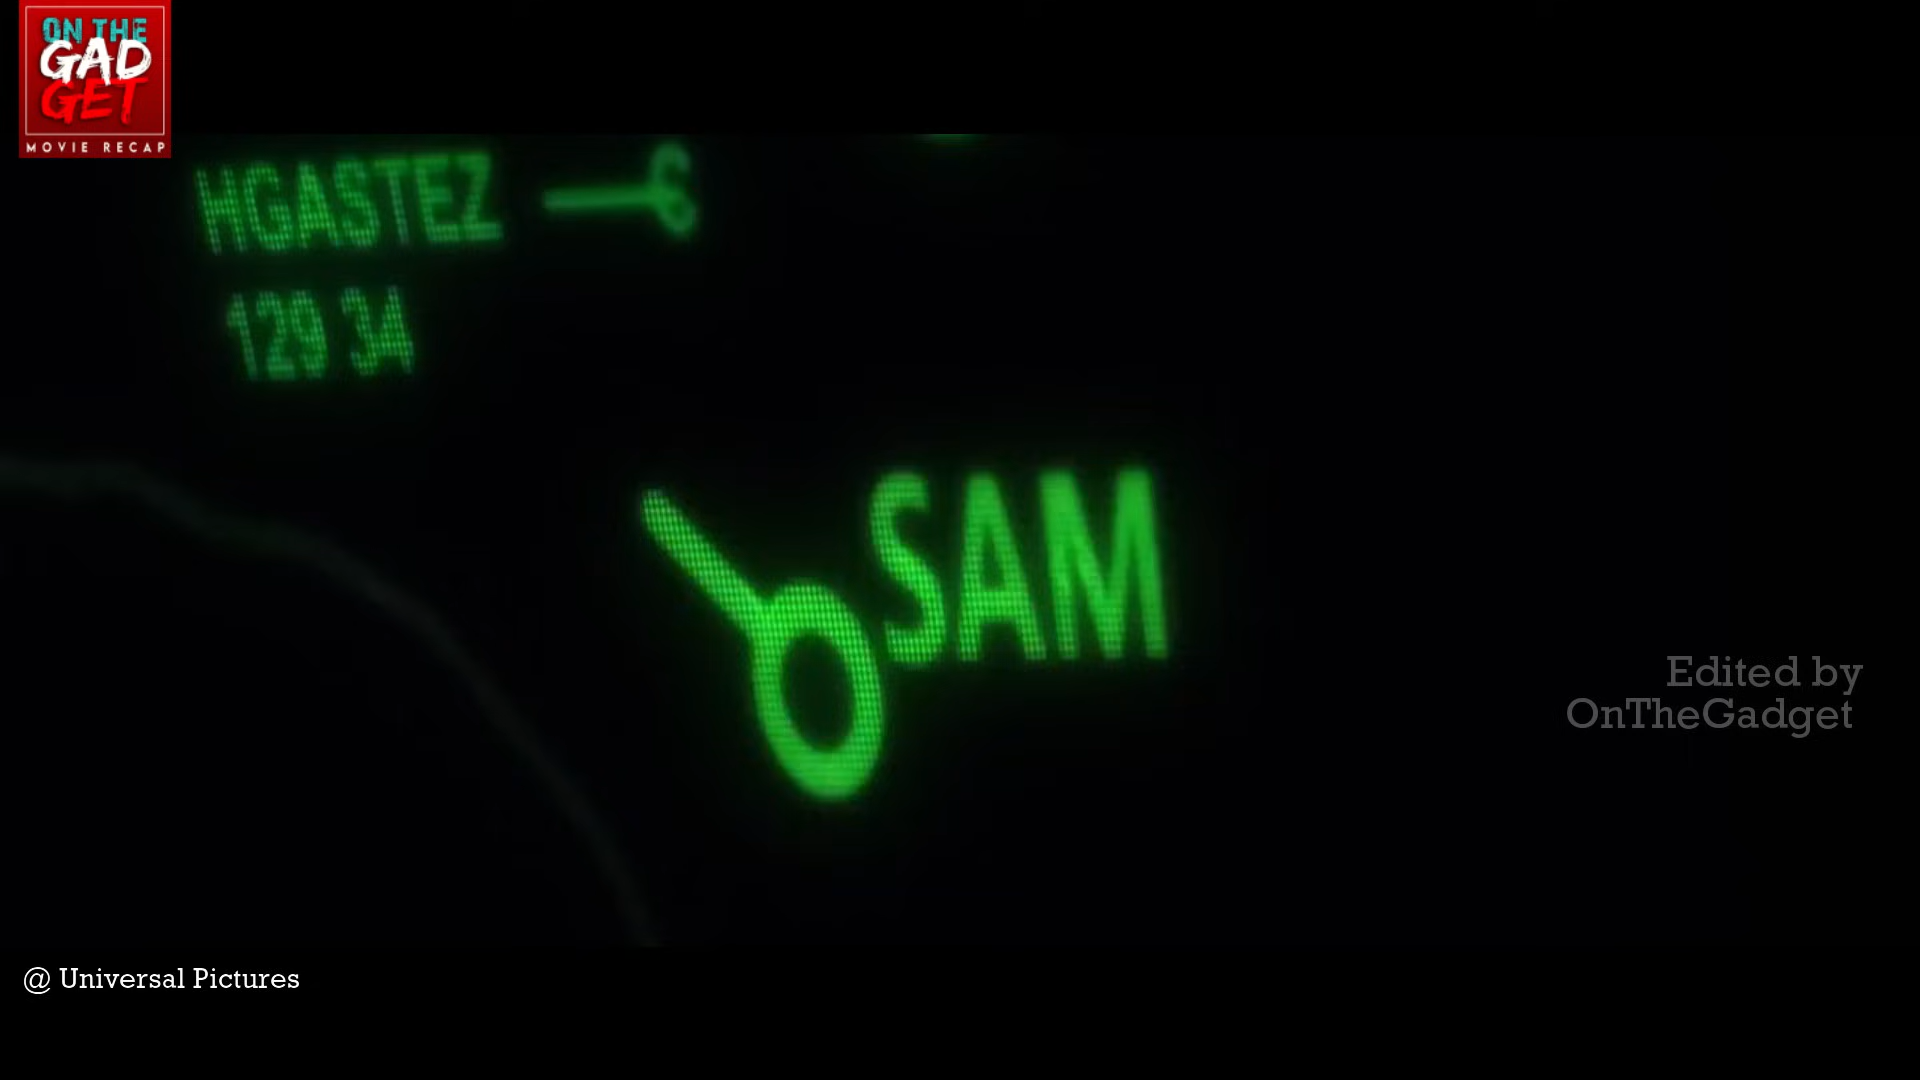 ON THE
GAD
GET
MOVIE RECAP
HGASTEZ
129 34
SAM
Edited by
OnTheGadget
@ Universal Pictures